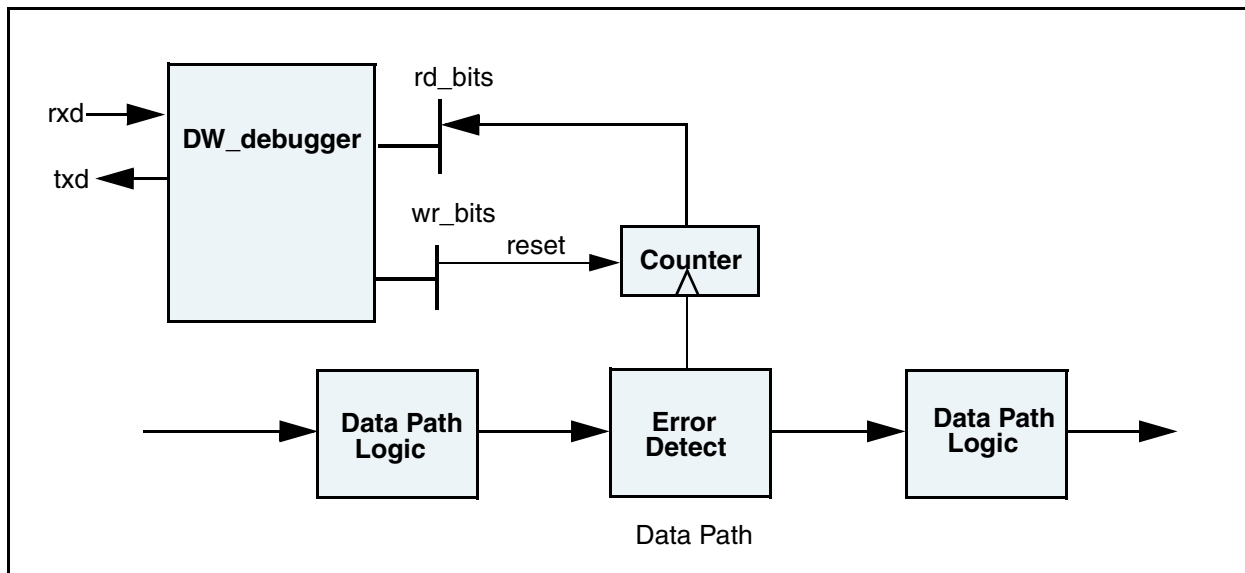 rd_bits
rxd
DW_debugger
txd
wr_bits
reset
Counter
Data Path
Logic
Error
Detect
Data Path
Logic
Data Path